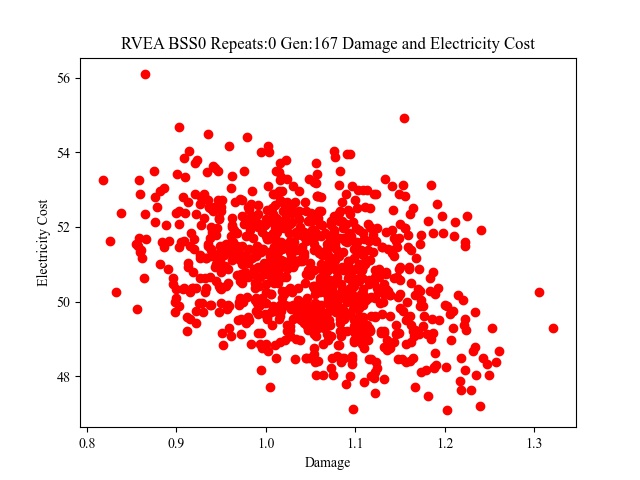 RVEA BSS0 Repeats:0 Gen:167 Damage and Electricity Cost
56
54
52
50
48
Electricity Cost
0.8 0.9 1.0 1.1 1.2 1.3
Damage